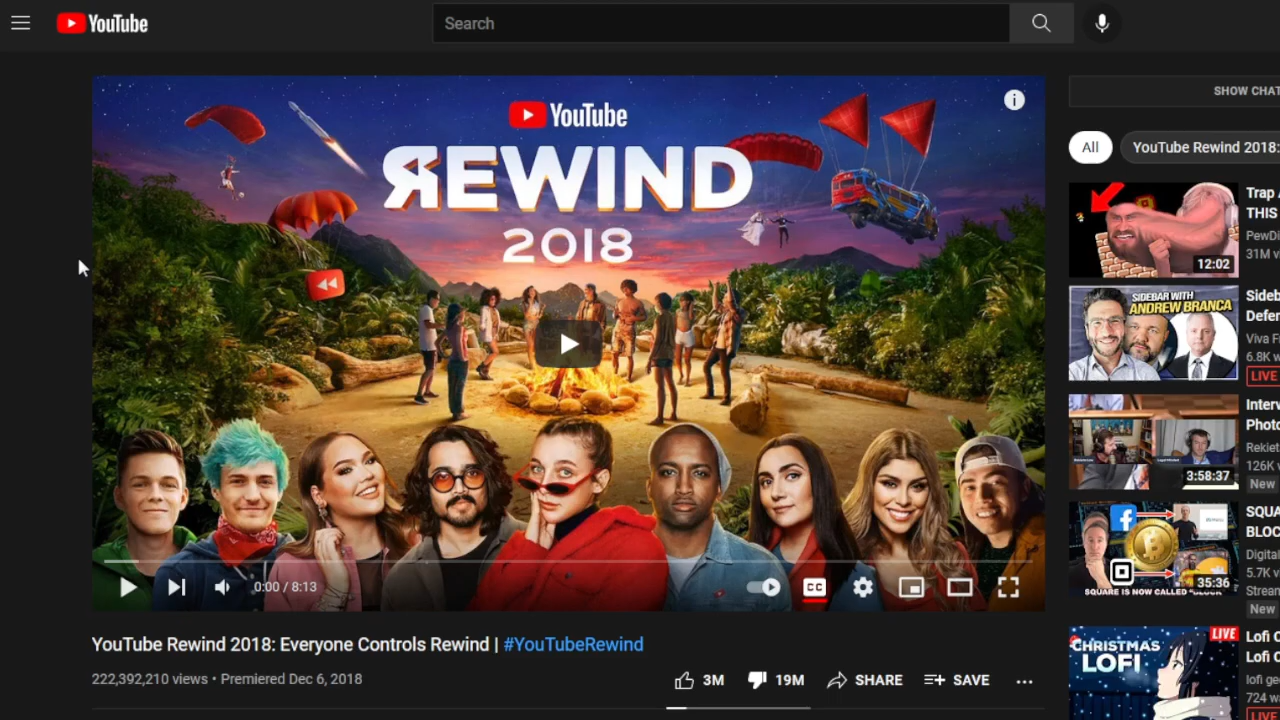 YouTube
Search
YouTube
REWIND
2018
0:00 / 8:13
CC
YouTube Rewind 2018: Everyone Controls Rewind | #YouTubeRewind
222,392,210 views • Premiered Dec 6, 2018
3M
19M
SHARE
SAVE
SHOW CHAT
All
YouTube Rewind 2018:
12:02
Trap
THIS
PewDi
31M v
SIDEBAR WITH
ANDREW BRANCA
Sideb
Defen
Viva F
6.8K w
LIVE
3:58:37
Interv
Photo
Rekiet
126K
New
35:36
SQUARE IS NOW CALLED "BLOCK"
SQUA
BLOC
Digita
5.7K v
Stream
New
LIVE
CHRISTMAS
LOFI
Lofi C
Lofi C
lofi ge
724 w
LIVE